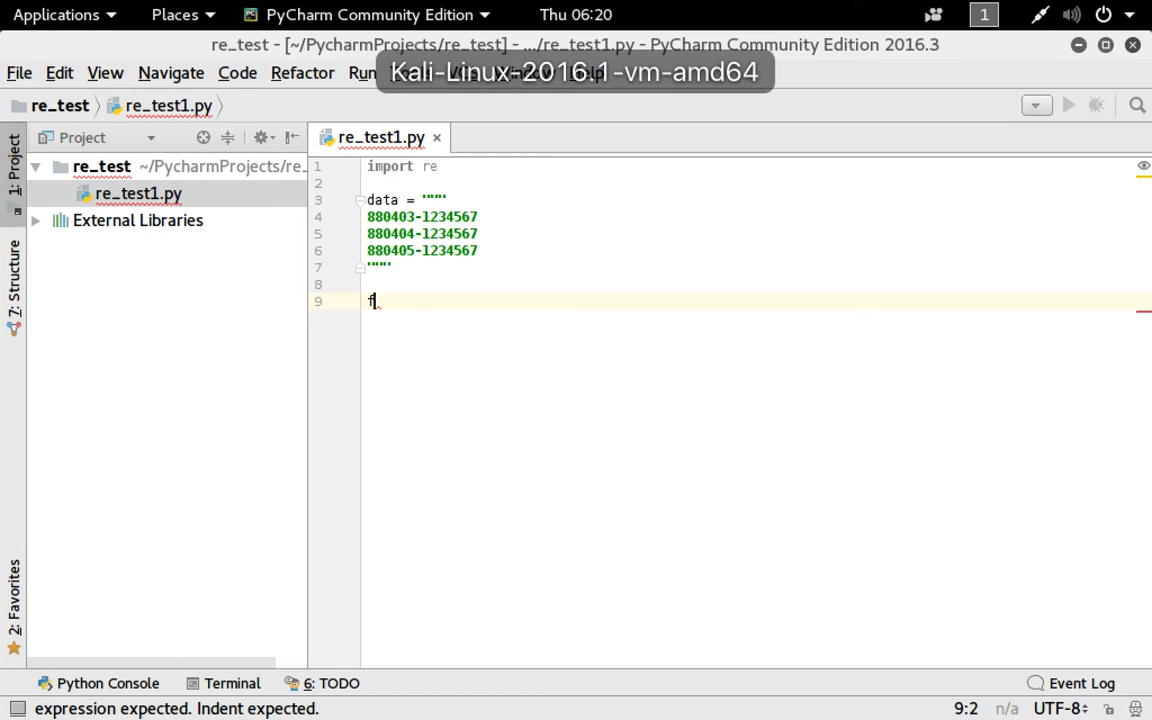 Applications Places PyCharm Community Edition Thu 06:20 1
re_test - [~/PycharmProjects/re_test] - .../re_test1.py - PyCharm Community Edition 2016.3
Kali-Linux-2016.1-vm-amd64
File Edit View Navigate Code Refactor Run
re_test re_test1.py
1: Project
Project
re_test1.py
re_test ~/PycharmProjects/re_
re_test1.py
External Libraries
7: Structure
2: Favorites
1 import re
2
3 data = """
4 880403-1234567
5 880404-1234567
6 880405-1234567
7 """
8
9 f
Python Console Terminal 6: TODO Event Log
expression expected. Indent expected. 9:2 n/a UTF-8